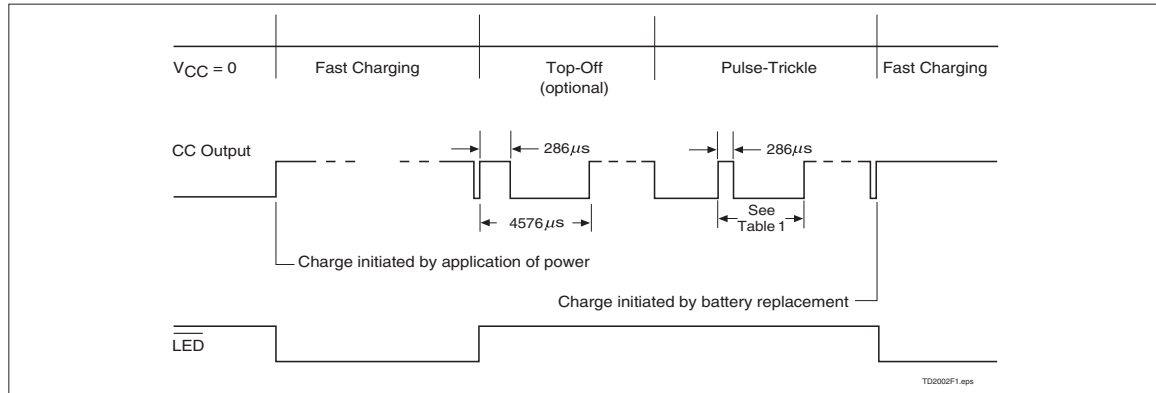 VCC = 0 Fast Charging Top-Off Pulse-Trickle Fast Charging
(optional)
CC Output
286µs 286µs
See
Table 1
4576µs
Charge initiated by application of power
Charge initiated by battery replacement
LED
TD2002F1.eps